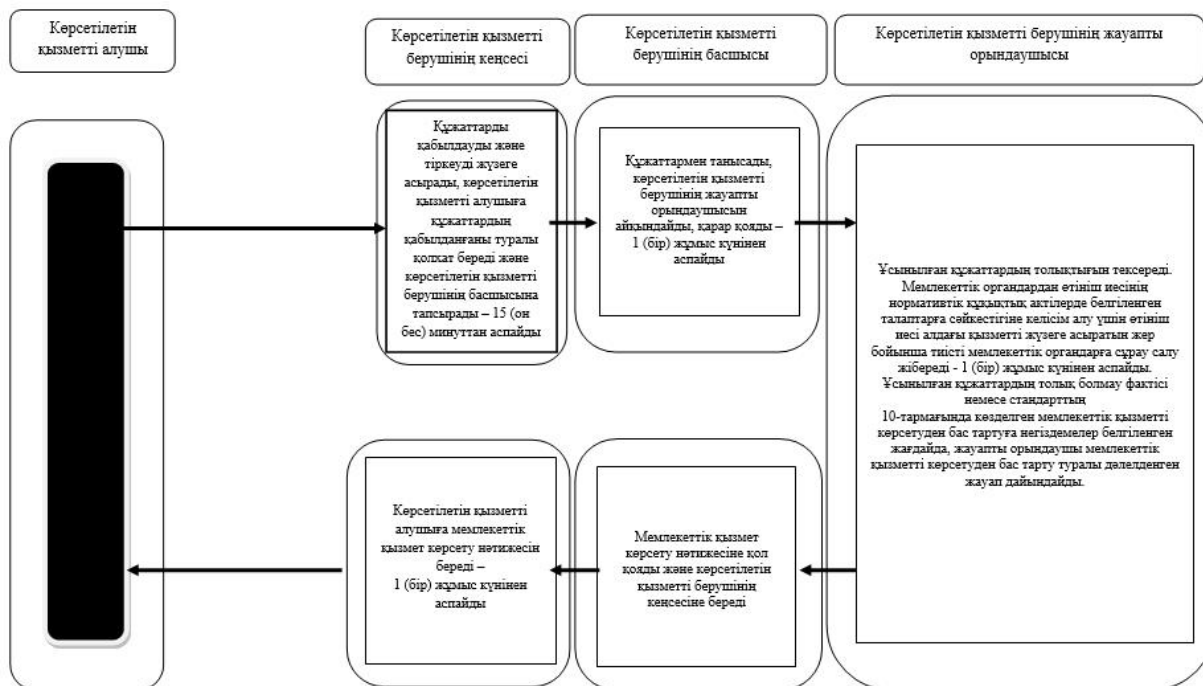 Көрсетілетін
қызметті алушы
Көрсетілетін қызметті
берушінің кеңсесі
Көрсетілетін қызметті
берушінің басшысы
Көрсетілетін қызметті берушінің жауапты
орындаушысы
Құжаттарды
қабылдауды және
тіркеуді жүзеге
асырады, көрсетілетін
қызметті алушыға
құжаттардың
қабылданғаны туралы
қолхат береді және
көрсетілетін қызметті
берушінің басшысына
тапсырады – 15 (он
бес) минуттан аспайды
Құжаттармен танысады,
көрсетілетін қызметті
берушінің жауапты
орындаушысын
айқындайды, қарар қояды –
1 (бір) жұмыс күнінен
аспайды
Ұсынылған құжаттардың толықтығын тексереді.
Мемлекеттік органдардан өтініш иесінің
нормативтік құқықтық актілерде белгіленген
талаптарға сәйкестігіне келісім алу үшін өтініш
иесі алдағы қызметті жүзеге асыратын жер
бойынша тиісті мемлекеттік органдарға сұрау салу
жібереді - 1 (бір) жұмыс күнінен аспайды.
Ұсынылған құжаттардың толық болмау фактісі
немесе стандарттың
10-тармағында көзделген мемлекеттік қызметті
көрсетуден бас тартуға негіздемелер белгіленген
жағдайда, жауапты орындаушы мемлекеттік
қызметті көрсетуден бас тарту туралы дәлелденген
жауап дайындайды.
Көрсетілетін қызметті
алушыға мемлекеттік
қызмет көрсету нәтижесін
береді –
1 (бір) жұмыс күнінен
аспайды
Мемлекеттік қызмет
көрсету нәтижесіне қол
қояды және көрсетілетін
қызметті берушінің
кеңсесіне береді